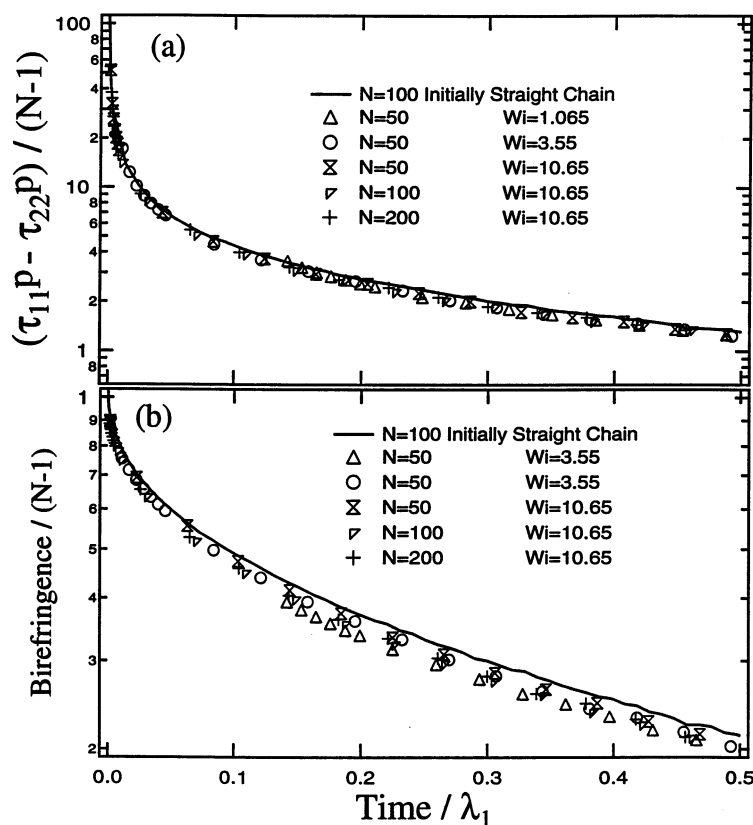 (a)
100
8
6
4
2
10
8
6
4
2
1
8
6
(τ11p - τ22p) / (N-1)
N=100 Initially Straight Chain
N=50 Wi=1.065
N=50 Wi=3.55
N=50 Wi=10.65
N=100 Wi=10.65
N=200 Wi=10.65
(b)
1
9
8
7
6
5
4
3
2
Birefringence / (N-1)
N=100 Initially Straight Chain
N=50 Wi=3.55
N=50 Wi=3.55
N=50 Wi=10.65
N=100 Wi=10.65
N=200 Wi=10.65
0.0 0.1 0.2 0.3 0.4 0.5
Time / λ1